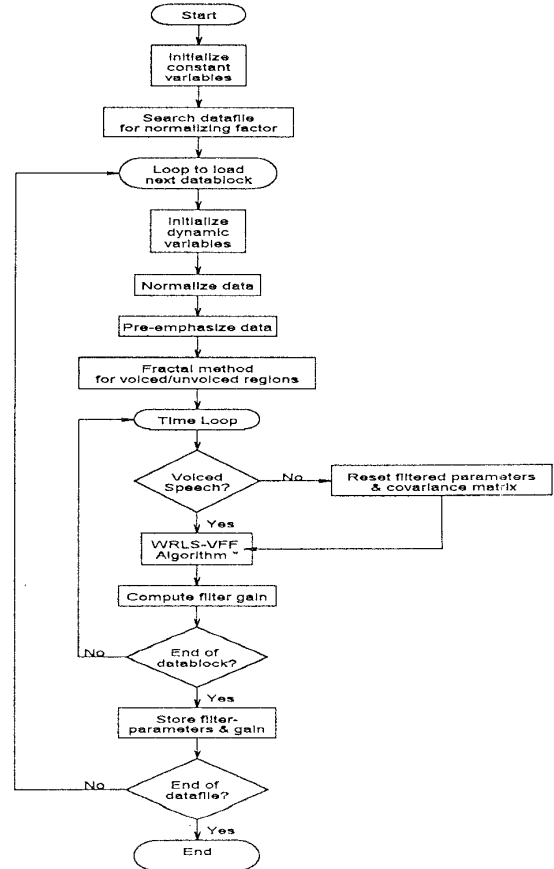 Start
Initialize
constant
variables
Search datafile
for normalizing factor
Loop to load
next datablock
Initialize
dynamic
variables
Normalize data
Pre-emphasize data
Fractal method
for voiced/unvoiced regions
Time Loop
Voiced
Speech?
No
Reset filtered parameters
& covariance matrix
Yes
WRLS-VFF
Algorithm *
Compute filter gain
End of
datablock?
No
Yes
Store filter-
parameters & gain
End of
datafile?
No
Yes
End